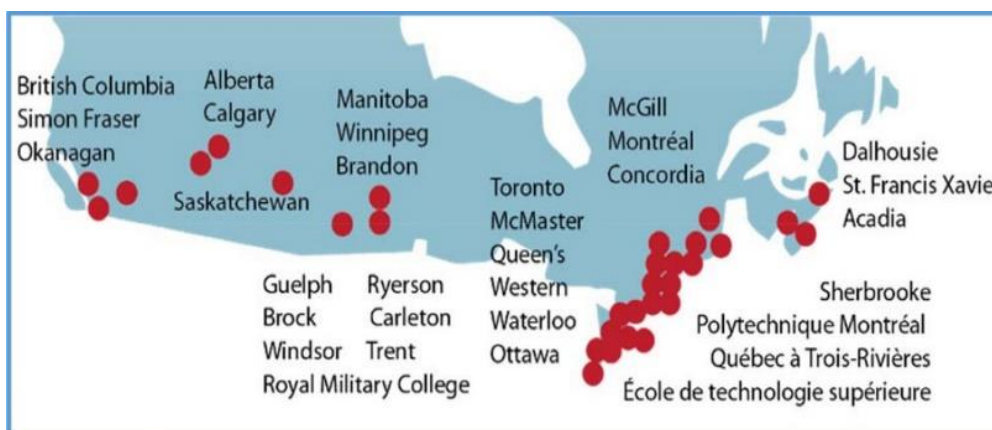 British Columbia
Simon Fraser
Okanagan
Alberta
Calgary
Saskatchewan
Manitoba
Winnipeg
Brandon
Guelph
Brock
Windsor
Royal Military College
Ryerson
Carleton
Trent
Toronto
McMaster
Queen's
Western
Waterloo
Ottawa
McGill
Montréal
Concordia
Dalhousie
St. Francis Xavie
Acadia
Sherbrooke
Polytechnique Montréal
Québec à Trois-Rivières
École de technologie supérieure